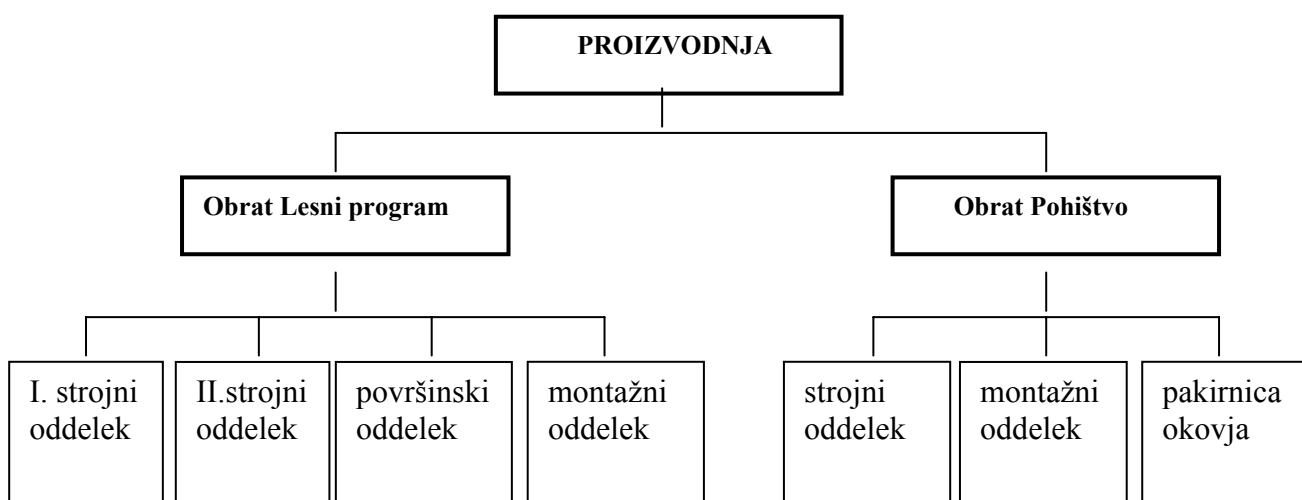 PROIZVODNJA
Obrat Lesni program
Obrat Pohištvo
I. strojni
oddelek
II.strojni
oddelek
površinski
oddelek
montažni
oddelek
strojni
oddelek
montažni
oddelek
pakirnica
okovja